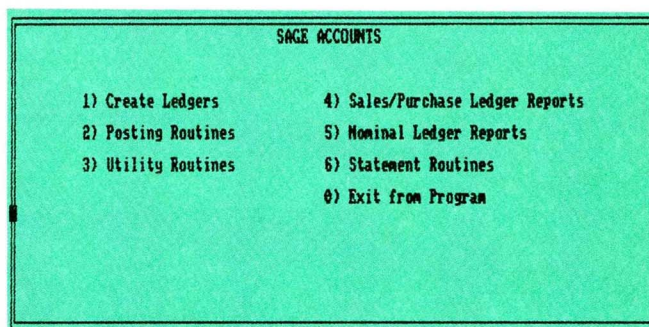 SAGE ACCOUNTS
1) Create Ledgers
4) Sales/Purchase Ledger Reports
2) Posting Routines
5) Nominal Ledger Reports
3) Utility Routines
6) Statement Routines
0) Exit from Program